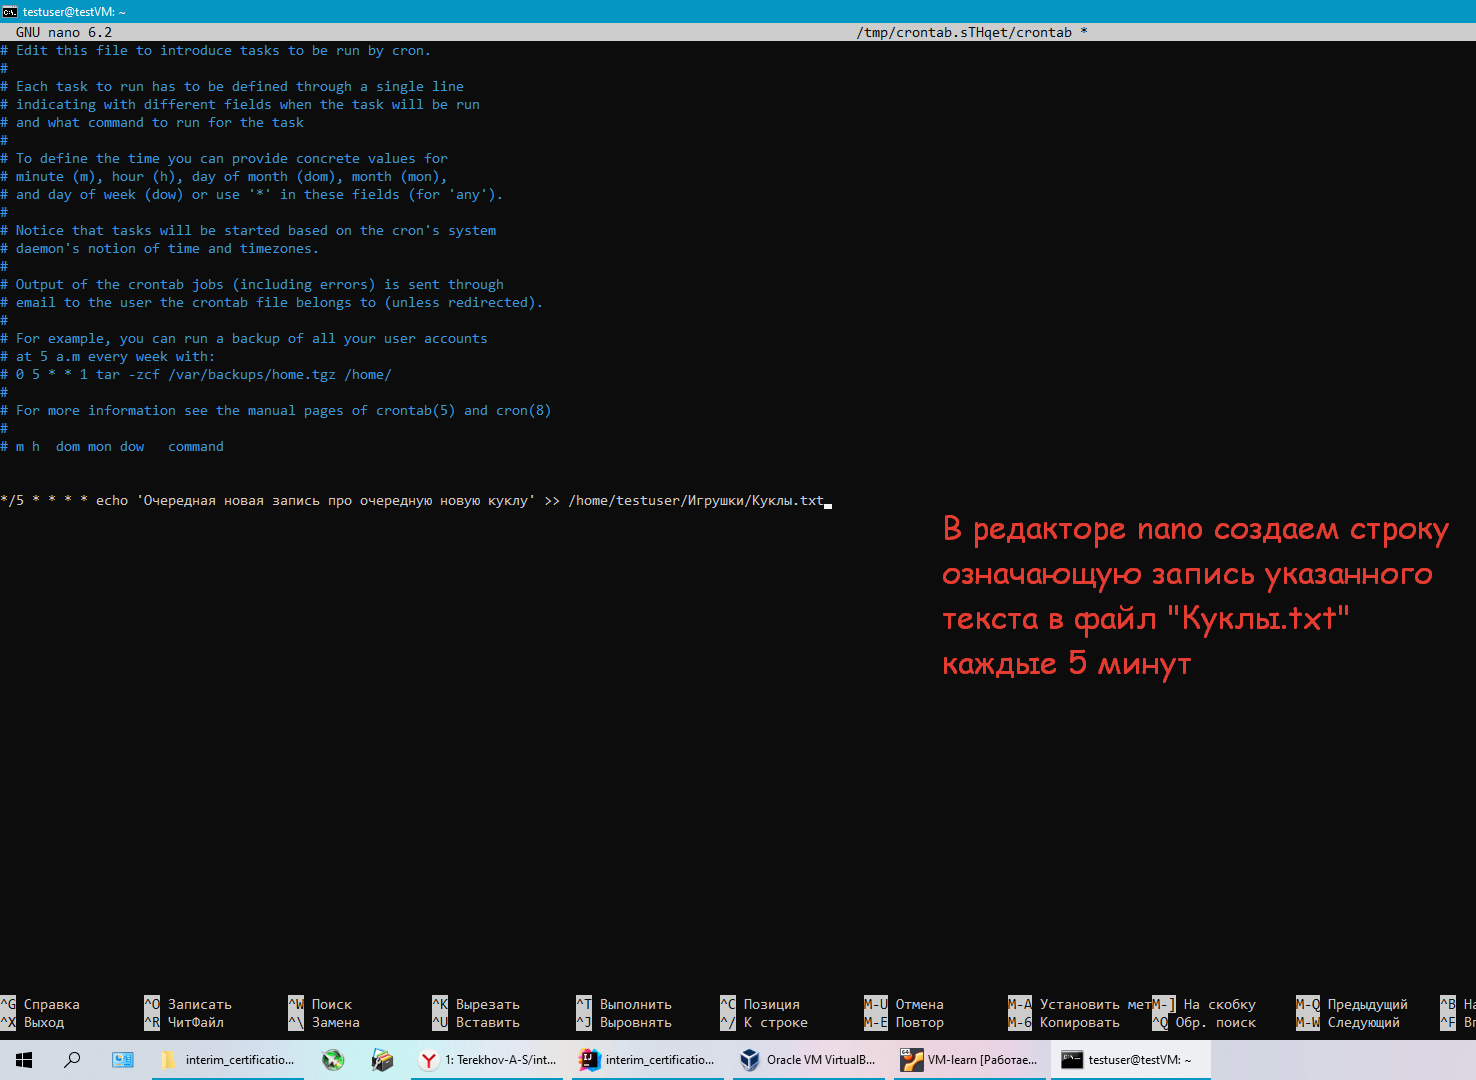 testuser@testVM: ~
GNU nano 6.2 /tmp/crontab.sTHqet/crontab *
# Edit this file to introduce tasks to be run by cron.
#
# Each task to run has to be defined through a single line
# indicating with different fields when the task will be run
# and what command to run for the task
#
# To define the time you can provide concrete values for
# minute (m), hour (h), day of month (dom), month (mon),
# and day of week (dow) or use '*' in these fields (for 'any').
#
# Notice that tasks will be started based on the cron's system
# daemon's notion of time and timezones.
#
# Output of the crontab jobs (including errors) is sent through
# email to the user the crontab file belongs to (unless redirected).
#
# For example, you can run a backup of all your user accounts
# at 5 a.m every week with:
# 0 5 * * 1 tar -zcf /var/backups/home.tgz /home/
#
# For more information see the manual pages of crontab(5) and cron(8)
#
# m h  dom mon dow   command
*/5 * * * * echo 'Очередная новая запись про очередную новую куклу' >> /home/testuser/Игрушки/Куклы.txt
В редакторе nano создаем строку
означающую запись указанного
текста в файл "Куклы.txt"
каждые 5 минут
^G Справка ^O Записать ^W Поиск ^K Вырезать ^T Выполнить ^C Позиция M-U Отмена M-A Установить метM-] На скобку M-Q Предыдущий ^B На
^X Выход ^R ЧитФайл ^\ Замена ^U Вставить ^J Выровнять ^/ К строке M-E Повтор M-6 Копировать ^Q Обр. поиск M-W Следующий ^F Вп
interim_certificatio... 1: Terekhov-A-S/int... interim_certificatio... Oracle VM VirtualB... VM-learn [Работае... testuser@testVM: ~